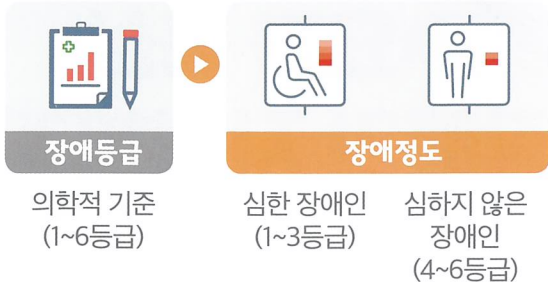 장애등급
의학적 기준
(1~6등급)
장애정도
심한 장애인
(1~3등급)
심하지 않은
장애인
(4~6등급)